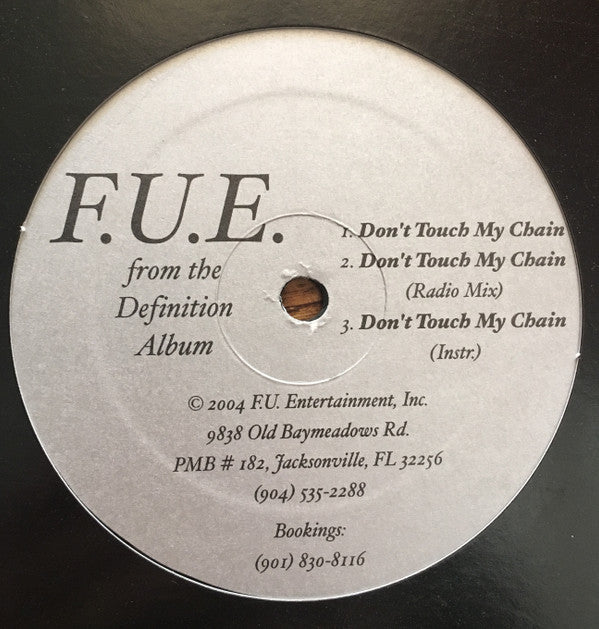 F.U.E.
from the
Definition
Album
1. Don't Touch My Chain
2. Don't Touch My Chain
(Radio Mix)
3. Don't Touch My Chain
(Instr.)
© 2004 F.U. Entertainment, Inc.
9838 Old Baymeadows Rd.
PMB # 182, Jacksonville, FL 32256
(904) 535-2288
Bookings:
(901) 830-8116